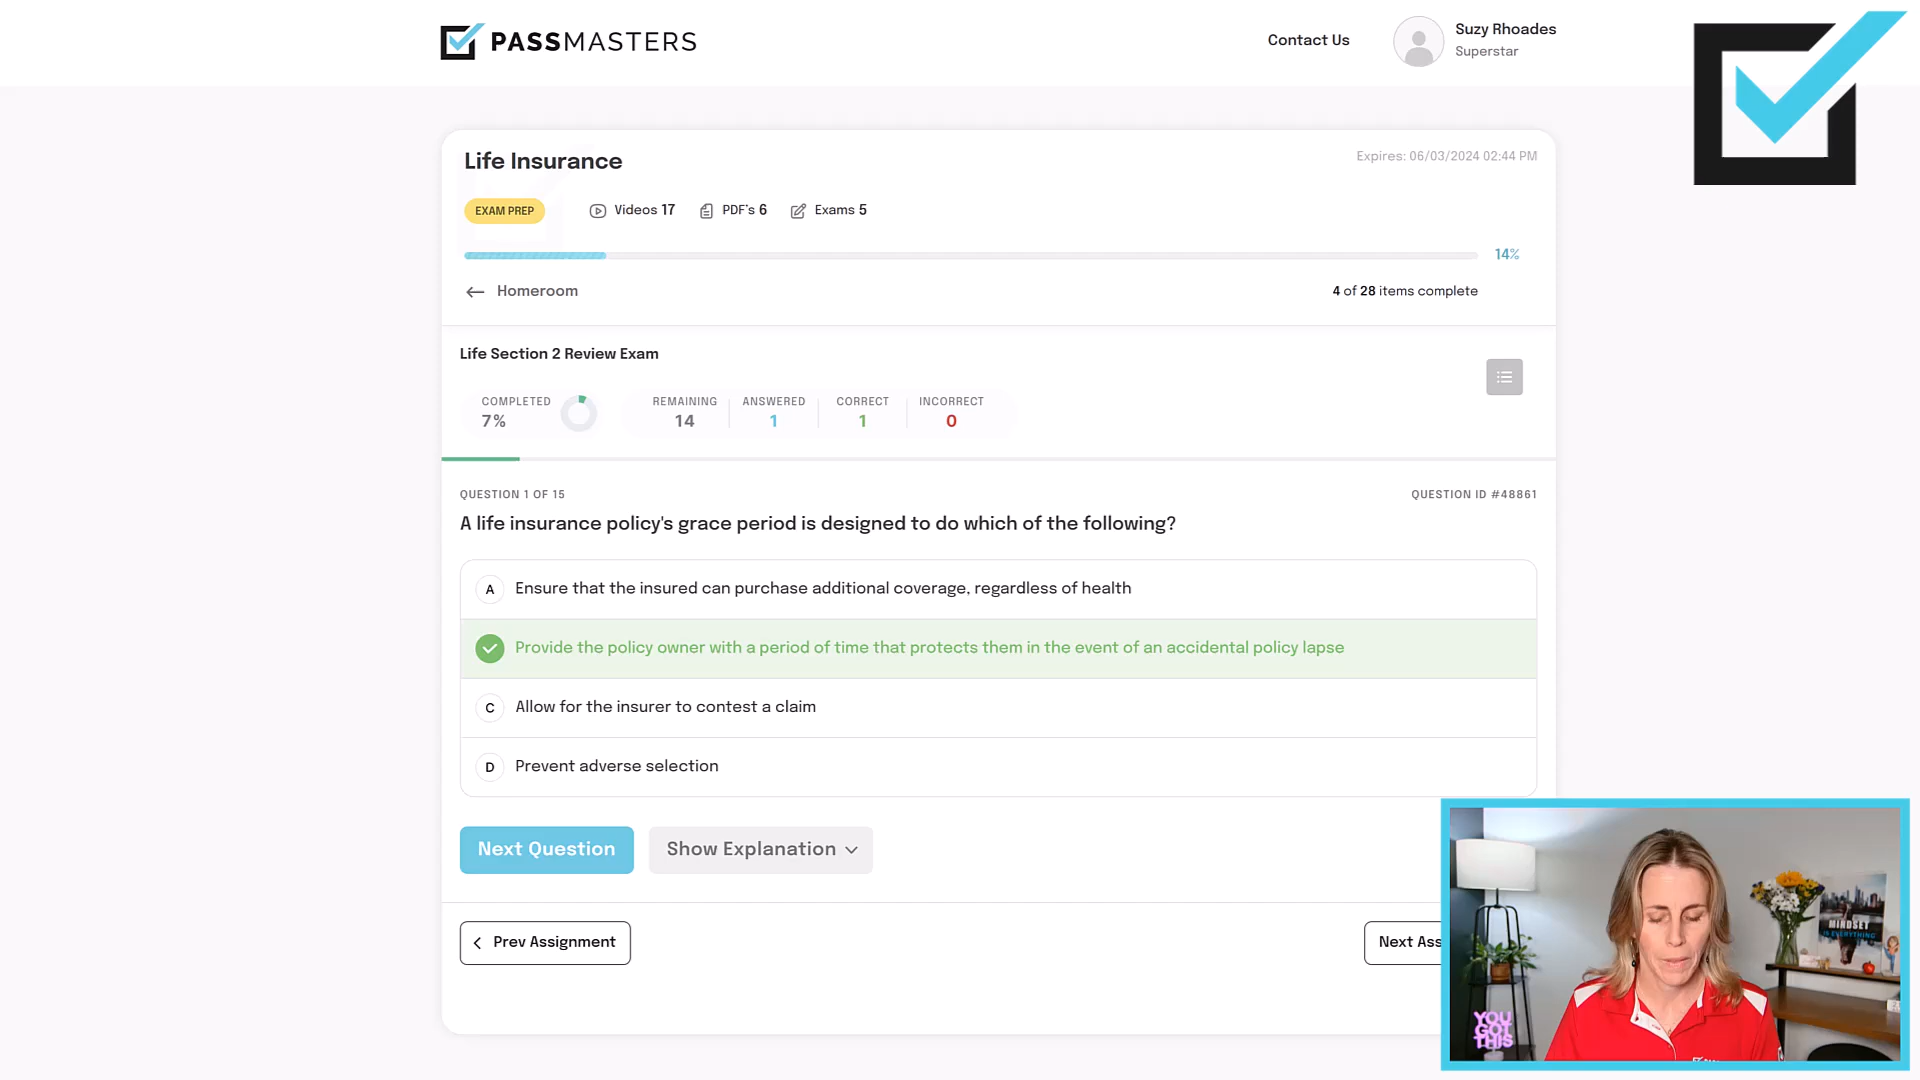 PASSMASTERS
Contact Us
Suzy Rhoades
Superstar
Life Insurance
Expires: 06/03/2024 02:44 PM
EXAM PREP
Videos 17
PDF's 6
Exams 5
14%
Homeroom
4 of 28 items complete
Life Section 2 Review Exam
COMPLETED
7%
REMAINING
14
ANSWERED
1
CORRECT
1
INCORRECT
0
QUESTION 1 OF 15
QUESTION ID #48861
A life insurance policy's grace period is designed to do which of the following?
A Ensure that the insured can purchase additional coverage, regardless of health
Provide the policy owner with a period of time that protects them in the event of an accidental policy lapse
C Allow for the insurer to contest a claim
D Prevent adverse selection
Next Question
Show Explanation
Prev Assignment
Next Ass
MINDSET
IS EVERYTHING
YOU
GOT
THIS